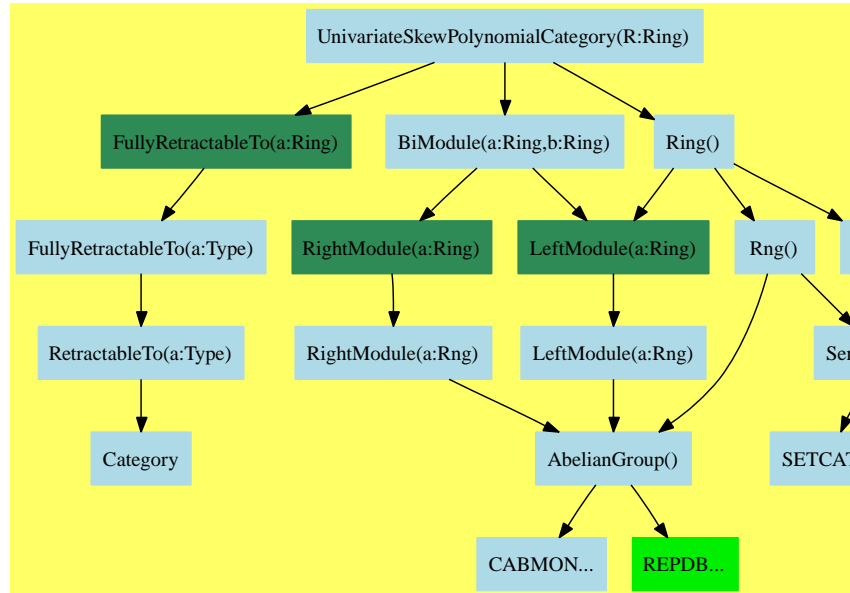 UnivariateSkewPolynomialCategory(R:Ring)
FullyRetractableTo(a:Ring)
BiModule(a:Ring,b:Ring)
Ring()
FullyRetractableTo(a:Type)
RightModule(a:Ring)
LeftModule(a:Ring)
Rng()
RetractableTo(a:Type)
RightModule(a:Rng)
LeftModule(a:Rng)
Category
AbelianGroup()
CABMON...
REPDB...